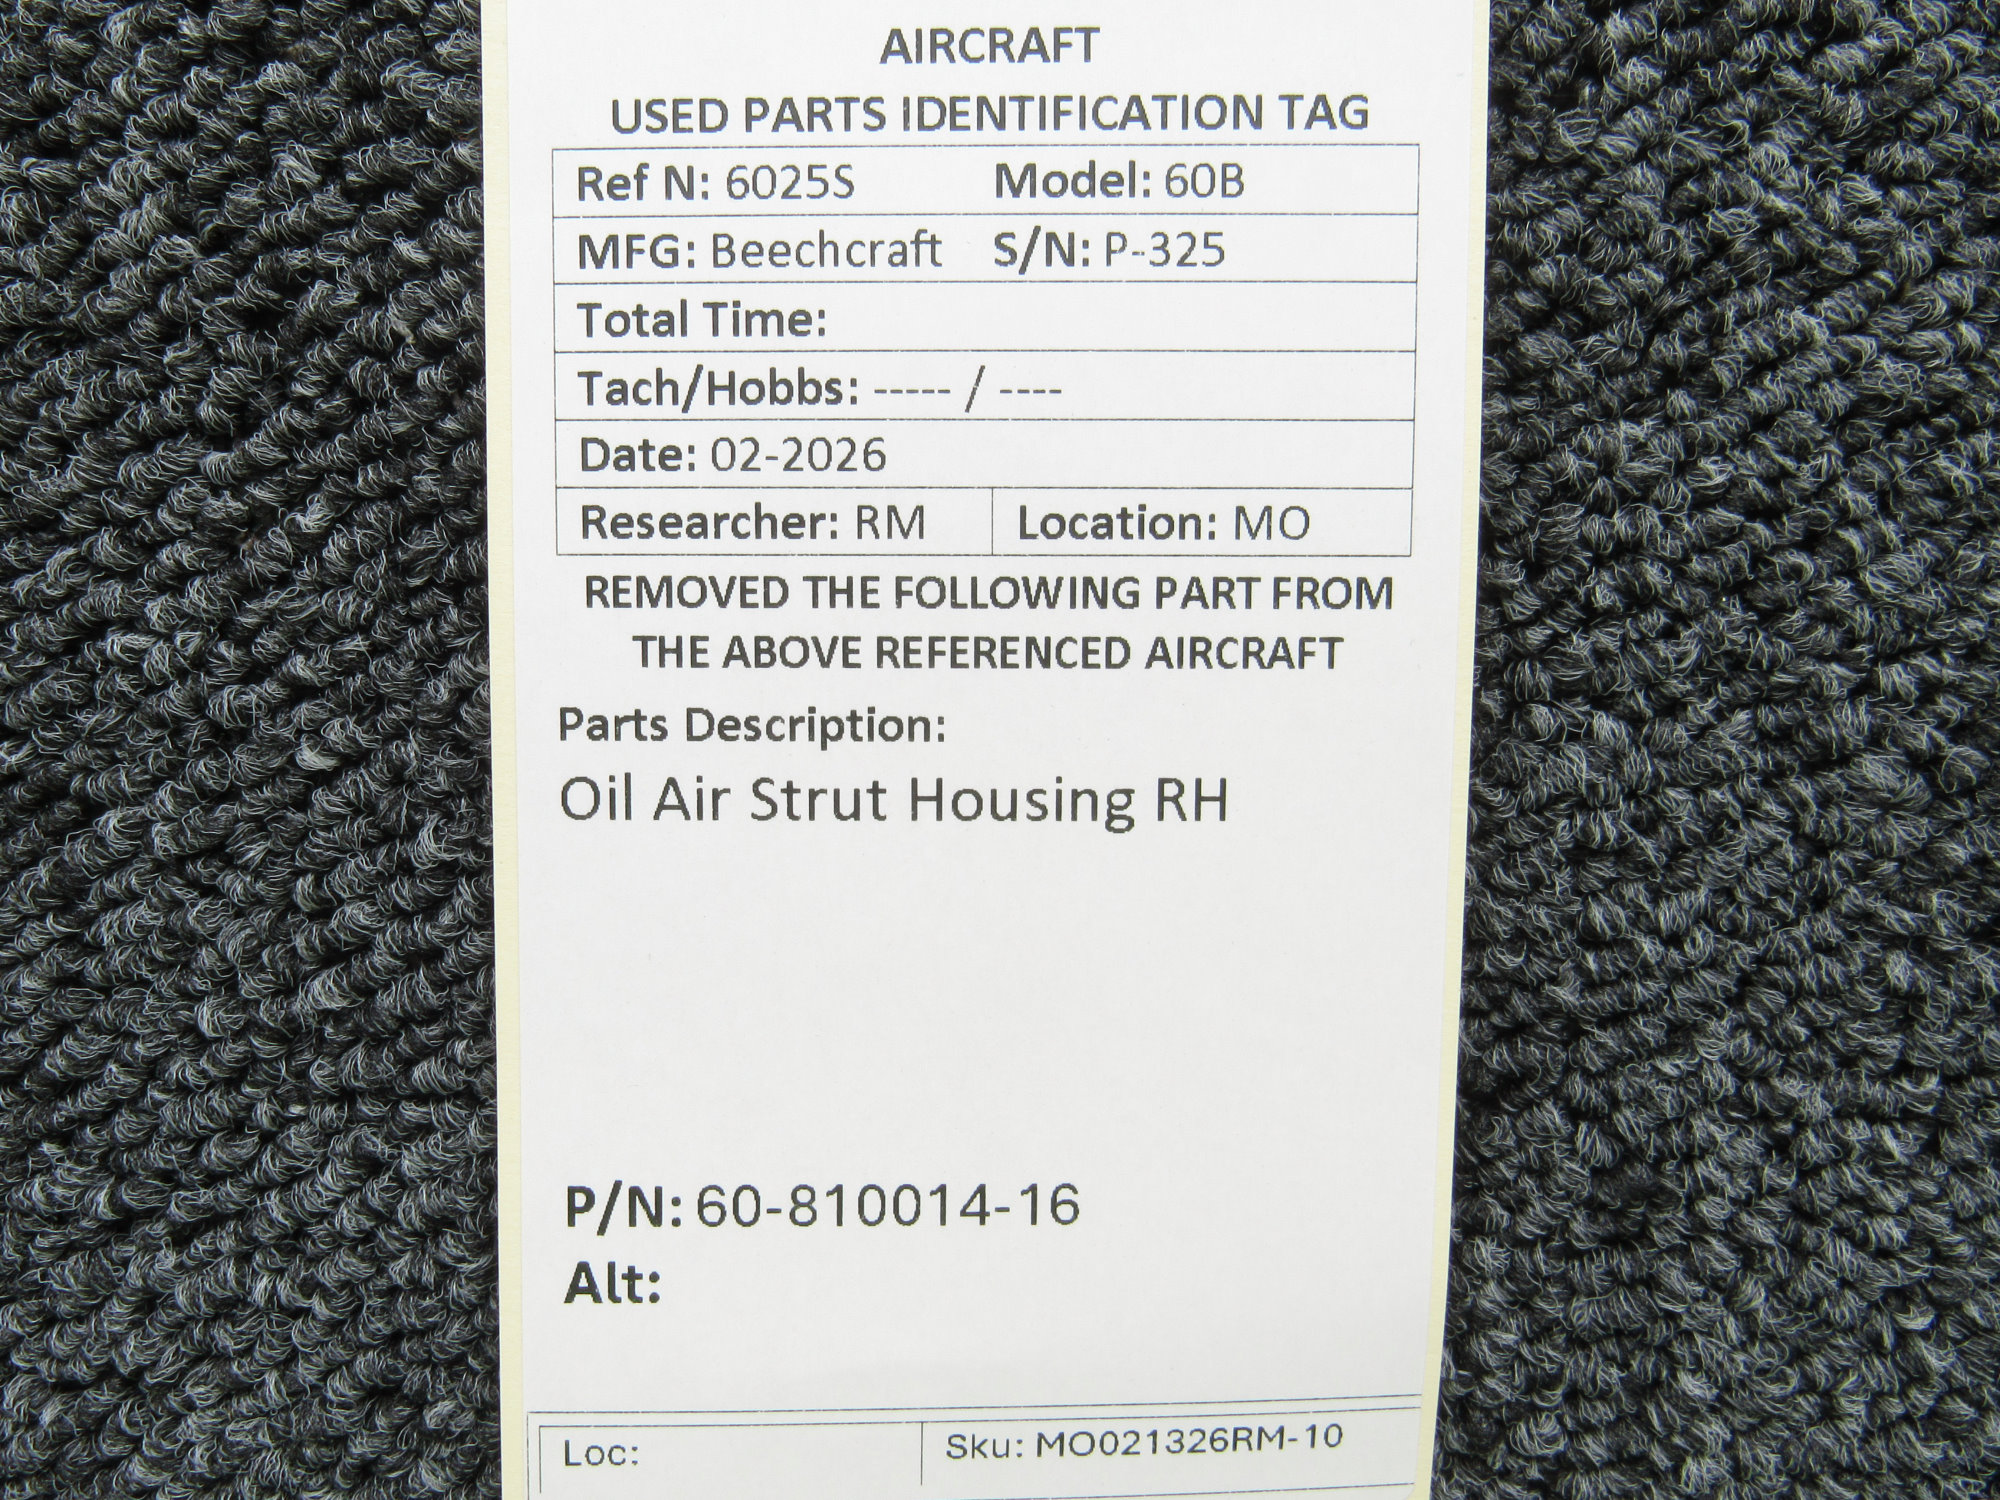 AIRCRAFT
USED PARTS IDENTIFICATION TAG
Ref N: 6025S Model: 60B
MFG: Beechcraft S/N: P-325
Total Time:
Tach/Hobbs: ----- / ----
Date: 02-2026
Researcher: RM Location: MO
REMOVED THE FOLLOWING PART FROM
THE ABOVE REFERENCED AIRCRAFT
Parts Description:
Oil Air Strut Housing RH
P/N: 60-810014-16
Alt:
Loc: Sku: MO021326RM-10